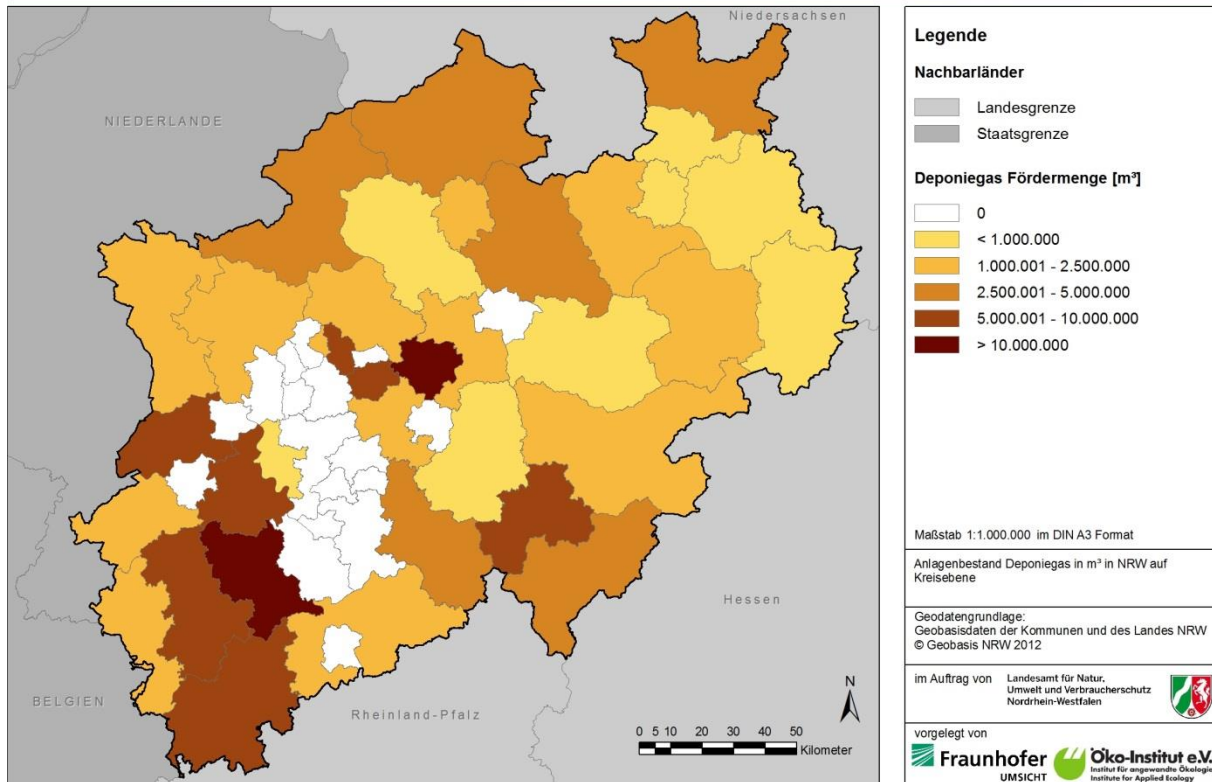 Niedersachsen
NIEDERLANDE
Hessen
BELGIEN
Rheinland-Pfalz
N
0 5 10 20 30 40 50
Kilometer
Legende
Nachbarländer
Landesgrenze
Staatsgrenze
Deponiegas Fördermenge [m³]
0
< 1.000.000
1.000.001 - 2.500.000
2.500.001 - 5.000.000
5.000.001 - 10.000.000
> 10.000.000
Maßstab 1:1.000.000 im DIN A3 Format
Anlagenbestand Deponiegas in m³ in NRW auf
Kreisebene
Geodatengrundlage:
Geobasisdaten der Kommunen und des Landes NRW
© Geobasis NRW 2012
im Auftrag von
Landesamt für Natur,
Umwelt und Verbraucherschutz
Nordrhein-Westfalen
vorgelegt von
Fraunhofer
UMSICHT
Öko-Institut e.V.
Institut für angewandte Ökologie
Institute for Applied Ecology